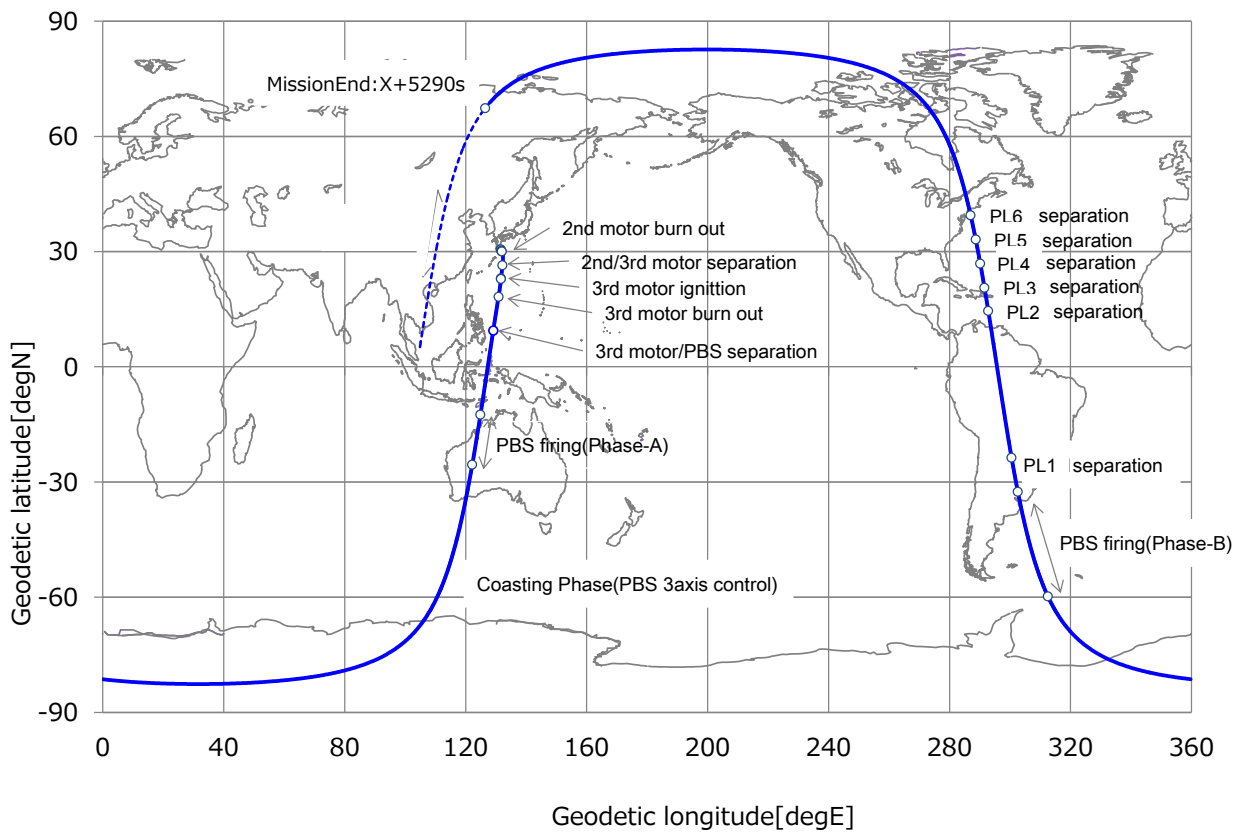 90
60
30
0
-30
-60
-90
Geodetic latitude[degN]
MissionEnd:X+5290s
2nd motor burn out
2nd/3rd motor separation
3rd motor ignittion
3rd motor burn out
3rd motor/PBS separation
PBS firing(Phase-A)
Coasting Phase(PBS 3axis control)
PL6 separation
PL5 separation
PL4 separation
PL3 separation
PL2 separation
PL1 separation
PBS firing(Phase-B)
0 40 80 120 160 200 240 280 320 360
Geodetic longitude[degE]